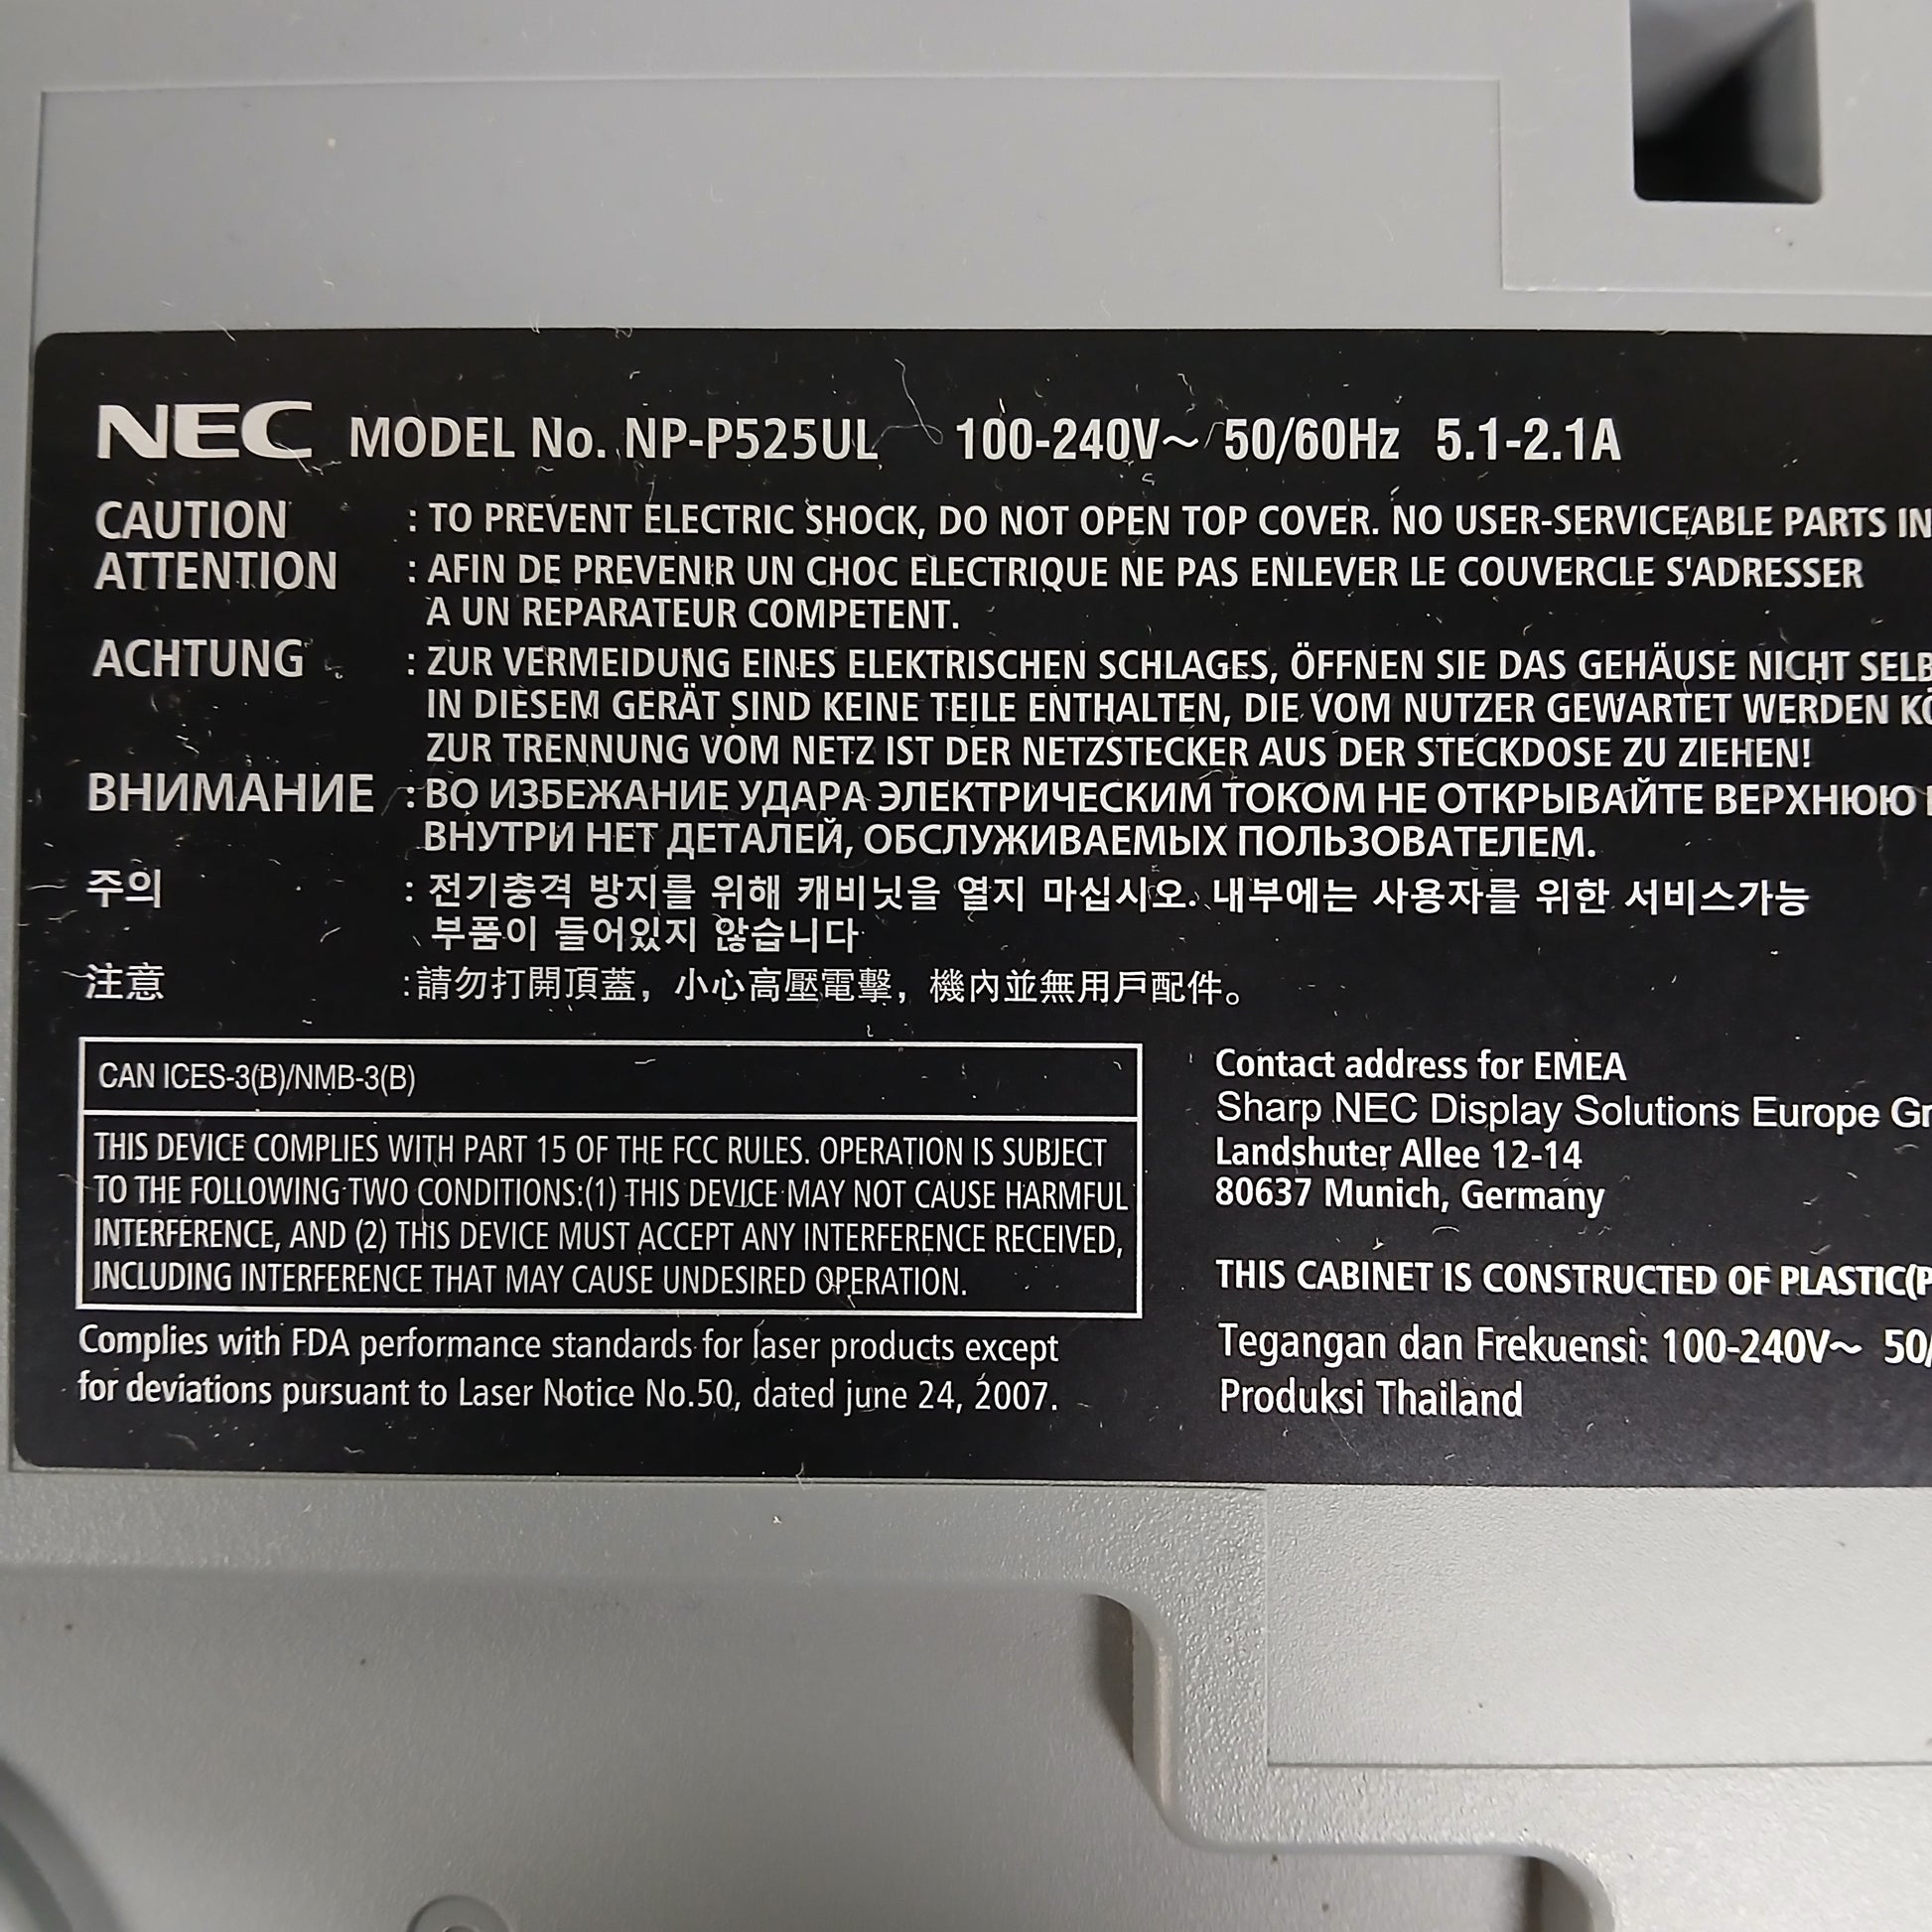 NEC MODEL No. NP-P525UL 100-240V~ 50/60Hz 5.1-2.1A
CAUTION : TO PREVENT ELECTRIC SHOCK, DO NOT OPEN TOP COVER. NO USER-SERVICEABLE PARTS IN
ATTENTION : AFIN DE PREVENIR UN CHOC ELECTRIQUE NE PAS ENLEVER LE COUVERCLE S'ADRESSER
A UN REPARATEUR COMPETENT.
ACHTUNG : ZUR VERMEIDUNG EINES ELEKTRISCHEN SCHLAGES, ÖFFNEN SIE DAS GEHÄUSE NICHT SELB
IN DIESEM GERÄT SIND KEINE TEILE ENTHALTEN, DIE VOM NUTZER GEWARTET WERDEN KÖ
ZUR TRENNUNG VOM NETZ IST DER NETZSTECKER AUS DER STECKDOSE ZU ZIEHEN!
ВНИМАНИЕ : ВО ИЗБЕЖАНИЕ УДАРА ЭЛЕКТРИЧЕСКИМ ТОКОМ НЕ ОТКРЫВАЙТЕ ВЕРХНЮЮ
ВНУТРИ НЕТ ДЕТАЛЕЙ, ОБСЛУЖИВАЕМЫХ ПОЛЬЗОВАТЕЛЕМ.
주의 : 전기충격 방지를 위해 캐비닛을 열지 마십시오. 내부에는 사용자를 위한 서비스가능
부품이 들어있지 않습니다
注意 :請勿打開頂蓋，小心高壓電擊，機內並無用戶配件。
CAN ICES-3(B)/NMB-3(B)
THIS DEVICE COMPLIES WITH PART 15 OF THE FCC RULES. OPERATION IS SUBJECT
TO THE FOLLOWING TWO CONDITIONS:(1) THIS DEVICE MAY NOT CAUSE HARMFUL
INTERFERENCE, AND (2) THIS DEVICE MUST ACCEPT ANY INTERFERENCE RECEIVED,
INCLUDING INTERFERENCE THAT MAY CAUSE UNDESIRED OPERATION.
Complies with FDA performance standards for laser products except
for deviations pursuant to Laser Notice No.50, dated june 24, 2007.
Contact address for EMEA
Sharp NEC Display Solutions Europe Gm
Landshuter Allee 12-14
80637 Munich, Germany
THIS CABINET IS CONSTRUCTED OF PLASTIC(P
Tegangan dan Frekuensi: 100-240V~ 50/
Produksi Thailand